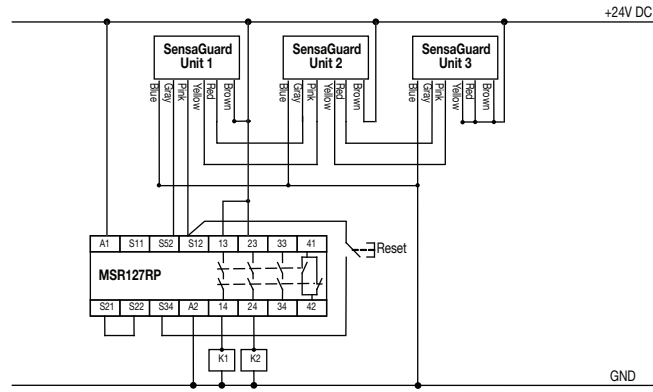 +24V DC
SensaGuard
Unit 1
SensaGuard
Unit 2
SensaGuard
Unit 3
Blue
Gray
Pink
Yellow
Red
Brown
Blue
Gray
Pink
Yellow
Red
Brown
Blue
Gray
Pink
Yellow
Red
Brown
A1 S11 S52 S12 13 23 33 41
Reset
MSR127RP
S21 S22 S34 A2 14 24 34 42
K1 K2
GND